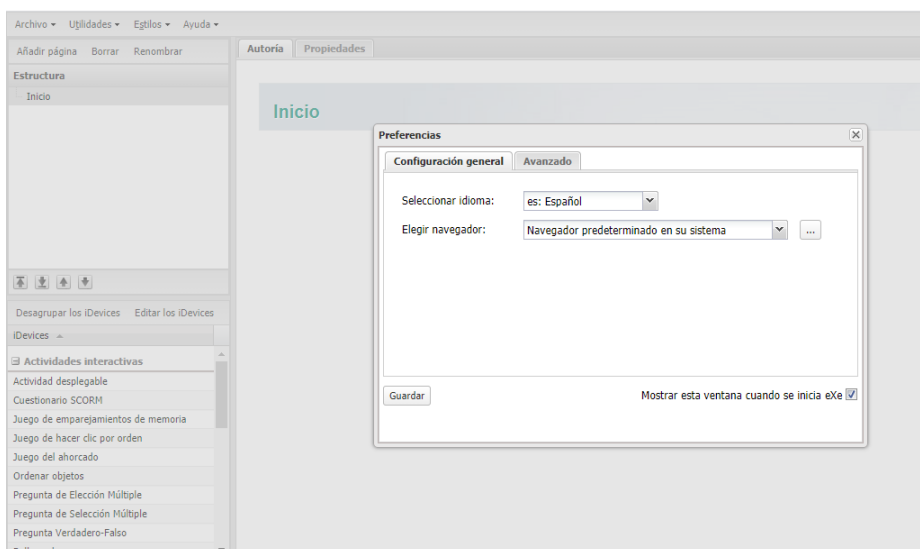 Archivo Utilidades Estilos Ayuda
Añadir página Borrar Renombrar
Autoría Propiedades
Estructura
Inicio
Inicio
Preferencias
Configuración general Avanzado
Seleccionar idioma: es: Español
Elegir navegador: Navegador predeterminado en su sistema ...
Guardar Mostrar esta ventana cuando se inicia eXe
Desagrupar los iDevices Editar los iDevices
iDevices
Actividades interactivas
Actividad desplegable
Cuestionario SCORM
Juego de emparejamientos de memoria
Juego de hacer clic por orden
Juego del ahorcado
Ordenar objetos
Pregunta de Elección Múltiple
Pregunta de Selección Múltiple
Pregunta Verdadero-Falso